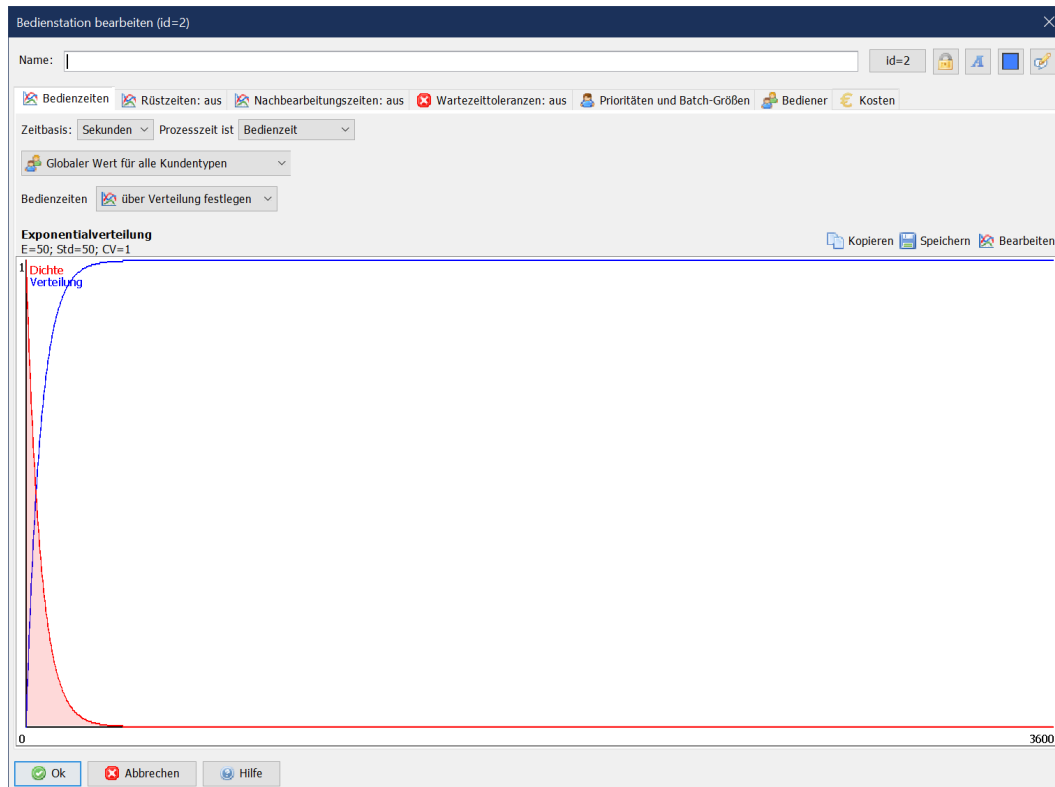 Bedienstation bearbeiten (id=2)
Name: id=2
Bedienzeiten Rüstzeiten: aus Nachbearbeitungszeiten: aus Wartezeittoleranzen: aus Prioritäten und Batch-Größen Bediener Kosten
Zeitbasis: Sekunden Prozesszeit ist Bedienzeit
Globaler Wert für alle Kundentypen
Bedienzeiten über Verteilung festlegen
Exponentialverteilung
E=50; Std=50; CV=1
Kopieren Speichern Bearbeiten
1
Dichte
Verteilung
0 3600
Ok Abbrechen Hilfe